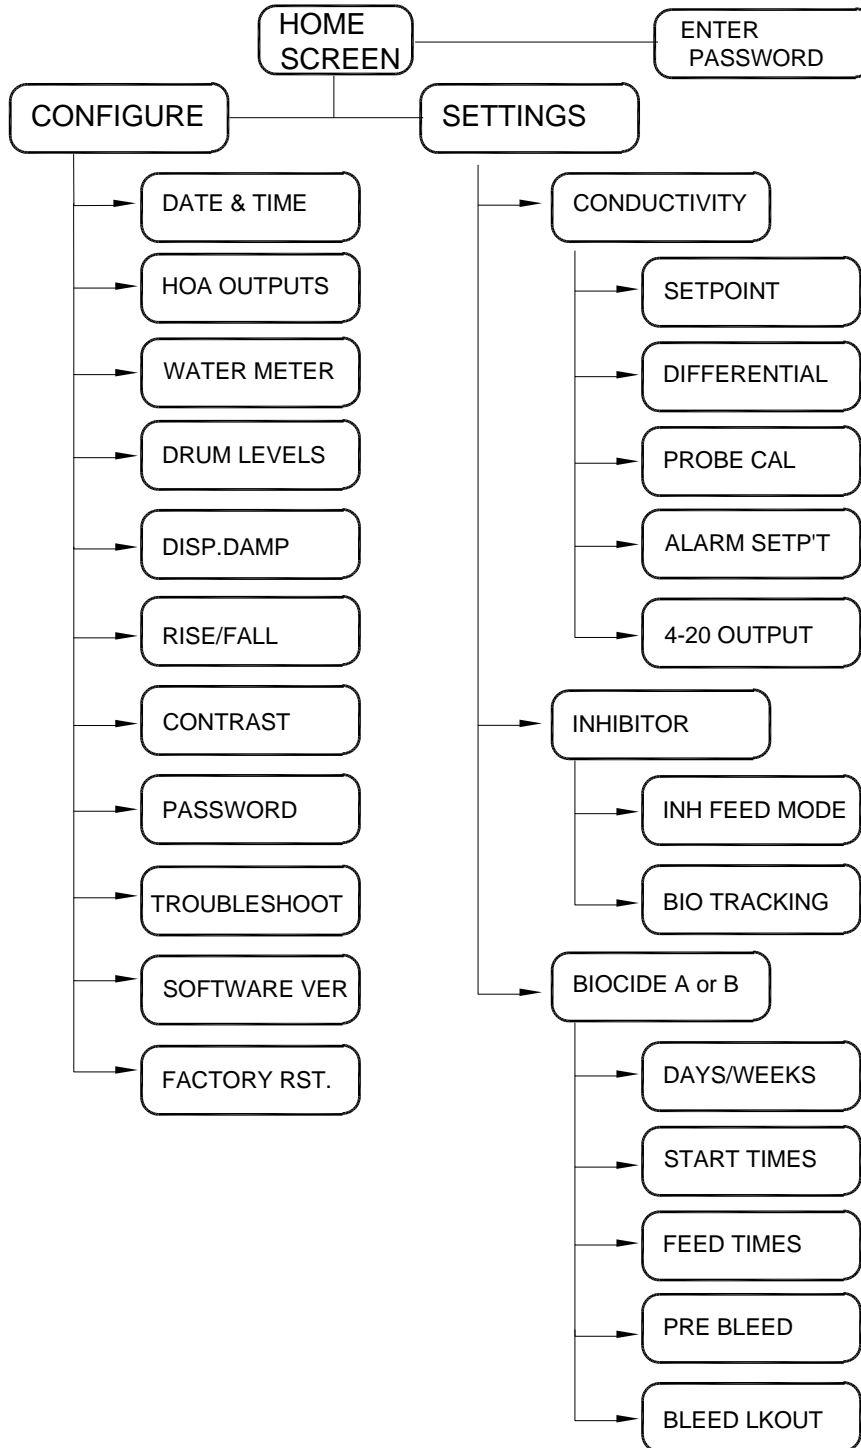 HOME
SCREEN
ENTER
PASSWORD
CONFIGURE
DATE & TIME
HOA OUTPUTS
WATER METER
DRUM LEVELS
DISP.DAMP
RISE/FALL
CONTRAST
PASSWORD
TROUBLESHOOT
SOFTWARE VER
FACTORY RST.
SETTINGS
CONDUCTIVITY
SETPOINT
DIFFERENTIAL
PROBE CAL
ALARM SETP'T
4-20 OUTPUT
INHIBITOR
INH FEED MODE
BIO TRACKING
BIOCIDE A or B
DAYS/WEEKS
START TIMES
FEED TIMES
PRE BLEED
BLEED LKOUT